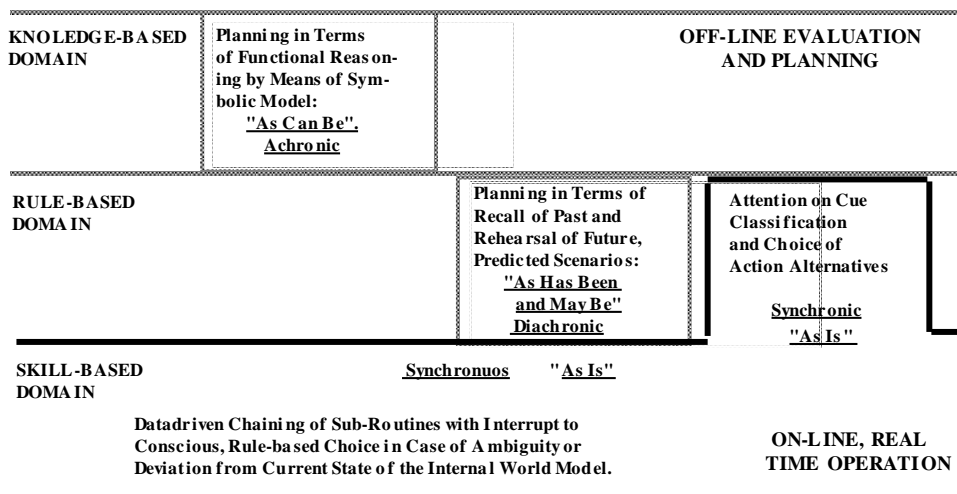 KNOLEDGE-BASED
DOMAIN
Planning in Terms
of Functional Reason-
ing by Means of Sym-
bolic Model:
"As Can Be".
Achronic
OFF-LINE EVALUATION
AND PLANNING
RULE-BASED
DOMAIN
Planning in Terms of
Recall of Past and
Rehearsal of Future,
Predicted Scenarios:
"As Has Been
and May Be"
Diachronic
Attention on Cue
Classification
and Choice of
Action Alternatives
Synchronic
"As Is"
SKILL-BASED
DOMAIN
Synchronuos "As Is"
Datadriven Chaining of Sub-Routines with Interrupt to
Conscious, Rule-based Choice in Case of Ambiguity or
Deviation from Current State of the Internal World Model.
ON-LINE, REAL
TIME OPERATION